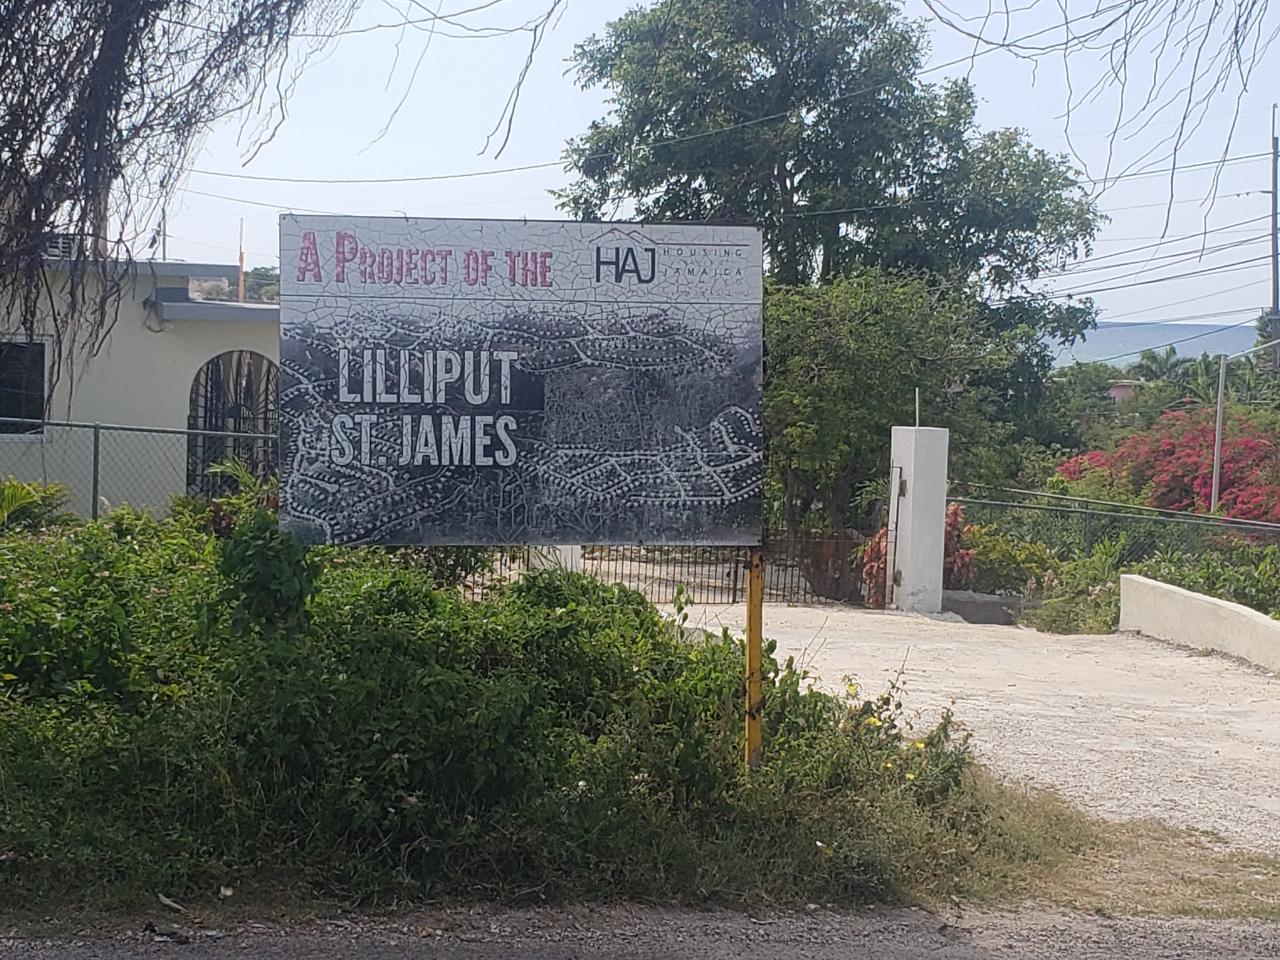 A PROJECT OF THE
HAJ
HOUSING
JAMAICA
LILLIPUT
ST. JAMES